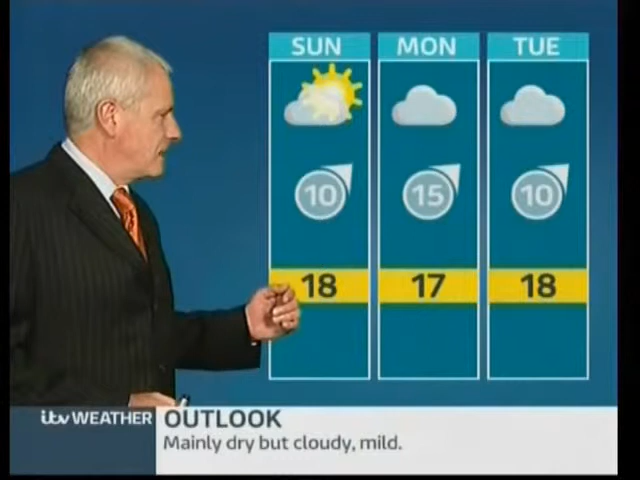 SUN MON TUE
10 15 10
18 17 18
itv WEATHER
OUTLOOK
Mainly dry but cloudy, mild.